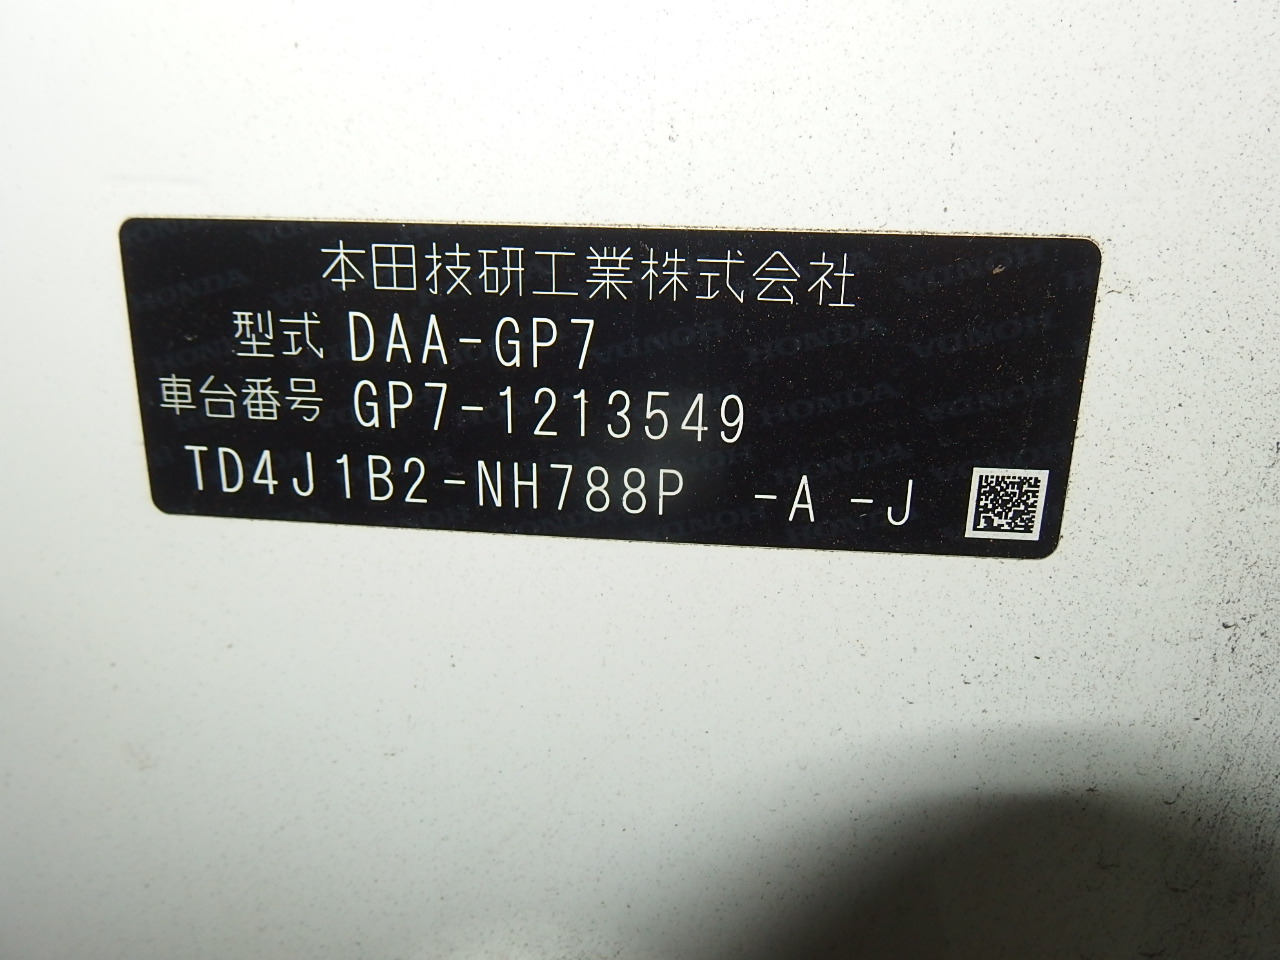 本田技研工業株式会社
型式 DAA-GP7
車台番号 GP7-1213549
TD4J1B2-NH788P -A -J